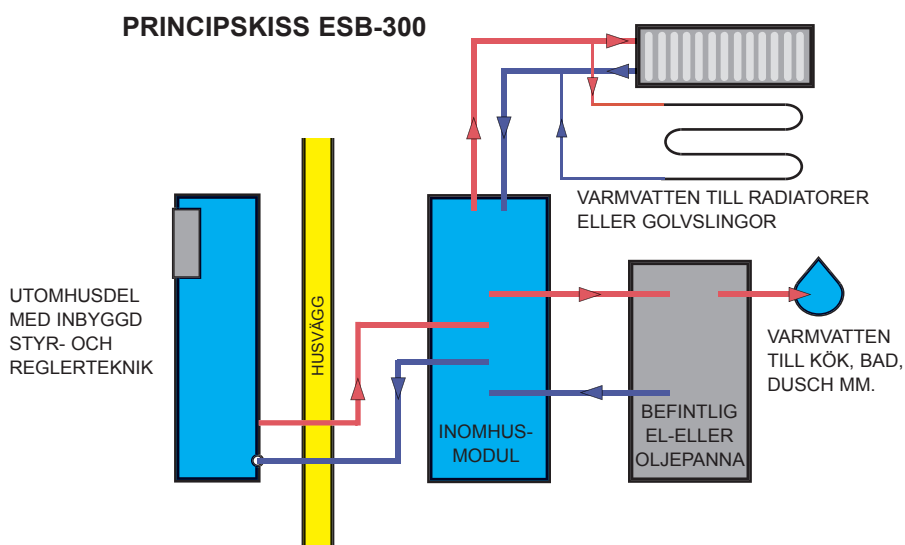 PRINCIPSKISS ESB-300
VARMVATTEN TILL RADIATORER
ELLER GOLVSLINGOR
UTOMHUSDEL
MED INBYGGD
STYR- OCH
REGLERTEKNIK
HUSVÄGG
INOMHUS-
MODUL
BEFINTLIG
EL-ELLER
OLJEPANNA
VARMVATTEN
TILL KÖK, BAD,
DUSCH MM.